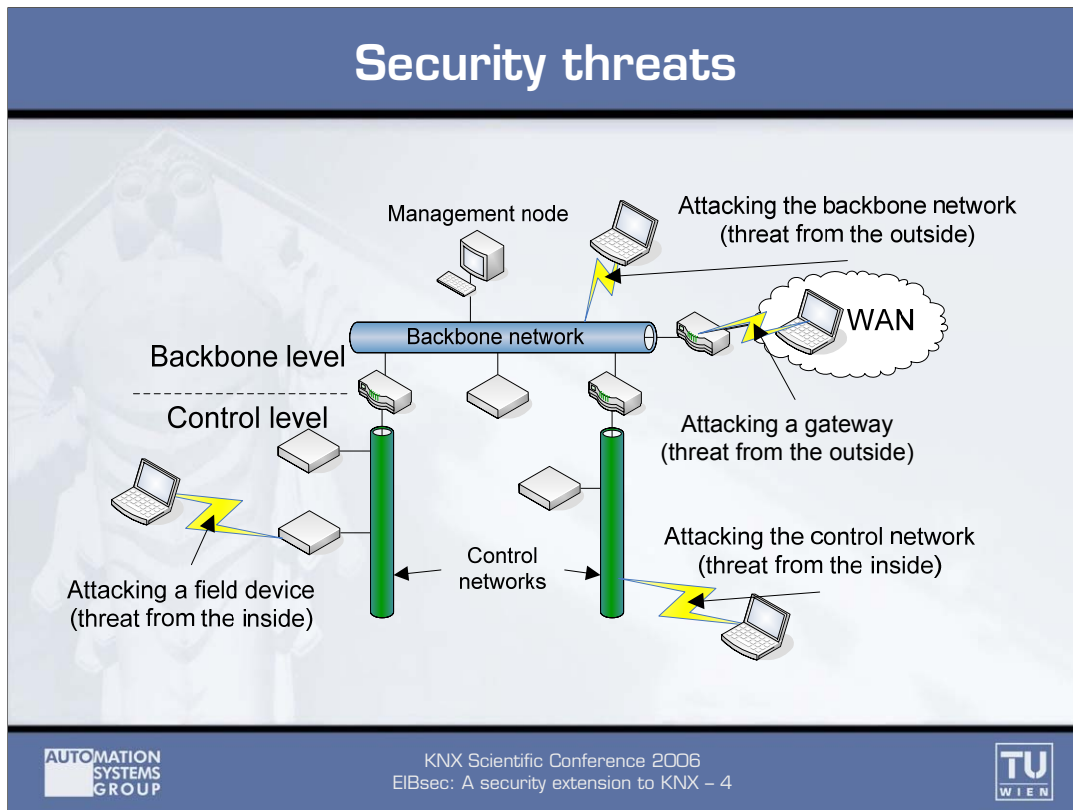 Security threats
Management node
Attacking the backbone network
(threat from the outside)
WAN
Backbone network
Backbone level
Control level
Attacking a gateway
(threat from the outside)
Attacking the control network
(threat from the inside)
Control
networks
Attacking a field device
(threat from the inside)
AUTOMATION
SYSTEMS
GROUP
KNX Scientific Conference 2006
EIBsec: A security extension to KNX – 4
TU
WIEN